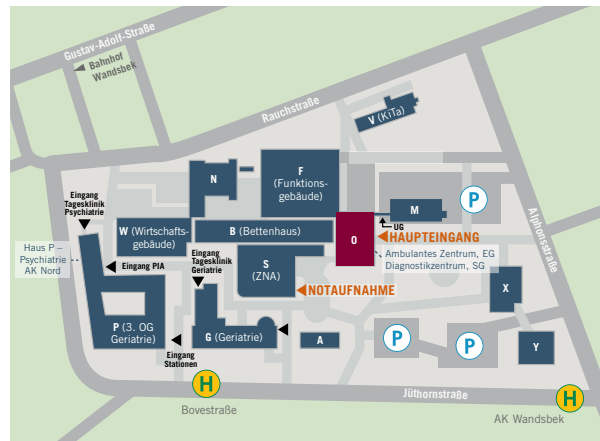 Gustav-Adolf-Straße
Bahnhof
Wandsbek
Rauchstraße
V (KiTa)
Alphonsstraße
N
F
(Funktions-
gebäude)
P
M
UG
Eingang
Tagesklinik
Psychiatrie
W (Wirtschafts-
gebäude)
B (Bettenhaus)
O
HAUPTEINGANG
Ambulantes Zentrum, EG
Diagnostikzentrum, SG
Haus P –
Psychiatrie
AK Nord
Eingang PIA
Eingang
Tagesklinik
Geriatrie
S
(ZNA)
NOTAUFNAHME
X
P (3. OG
Geriatrie)
Eingang
Stationen
G (Geriatrie)
A
P
P
Y
H
Bovestraße
Jüthornstraße
H
AK Wandsbek